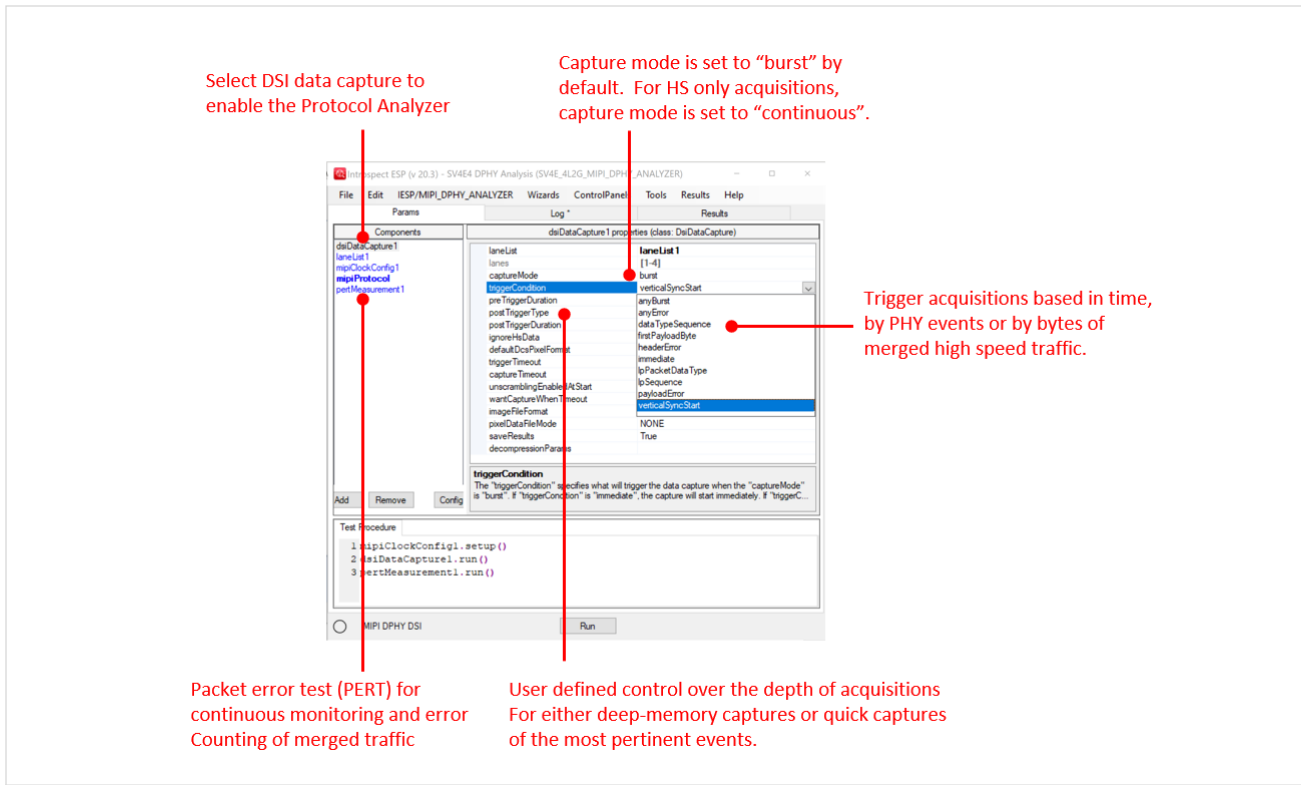 Select DSI data capture to
enable the Protocol Analyzer
Capture mode is set to “burst” by
default.  For HS only acquisitions,
capture mode is set to “continuous”.
Introspect ESP (v 20.3) - SV4E4 DPHY Analysis (SV4E_4L2G_MIPI_DPHY_ANALYZER)
File Edit IESP/MIPI_DPHY_ANALYZER Wizards ControlPanels Tools Results Help
Params Log * Results
Components
dsiDataCapture1
laneList1
mipiClockConfig1
mipiProtocol
pertMeasurement1
Add Remove Config
dsiDataCapture1 properties (class: DsiDataCapture)
laneList laneList1
lanes [1-4]
captureMode burst
triggerCondition verticalSyncStart
preTriggerDuration
postTriggerType
postTriggerDuration
ignoreHsData
defaultDcsPixelFormat
triggerTimeout
captureTimeout
unscramblingEnabledAtStart
wantCaptureWhenTimeout
imageFileFormat
pixelDataFileMode NONE
saveResults True
decompressionParams
anyBurst
anyError
dataTypeSequence
firstPayloadByte
headerError
immediate
lpPacketDataType
lpSequence
payloadError
verticalSyncStart
triggerCondition
The "triggerCondition" specifies what will trigger the data capture when the "captureMode"
is "burst". If "triggerCondition" is "immediate", the capture will start immediately. If "triggerC...
Trigger acquisitions based in time,
by PHY events or by bytes of
merged high speed traffic.
Test Procedure
1 mipiClockConfig1.setup()
2 dsiDataCapture1.run()
3 pertMeasurement1.run()
MIPI DPHY DSI Run
Packet error test (PERT) for
continuous monitoring and error
Counting of merged traffic
User defined control over the depth of acquisitions
For either deep-memory captures or quick captures
of the most pertinent events.